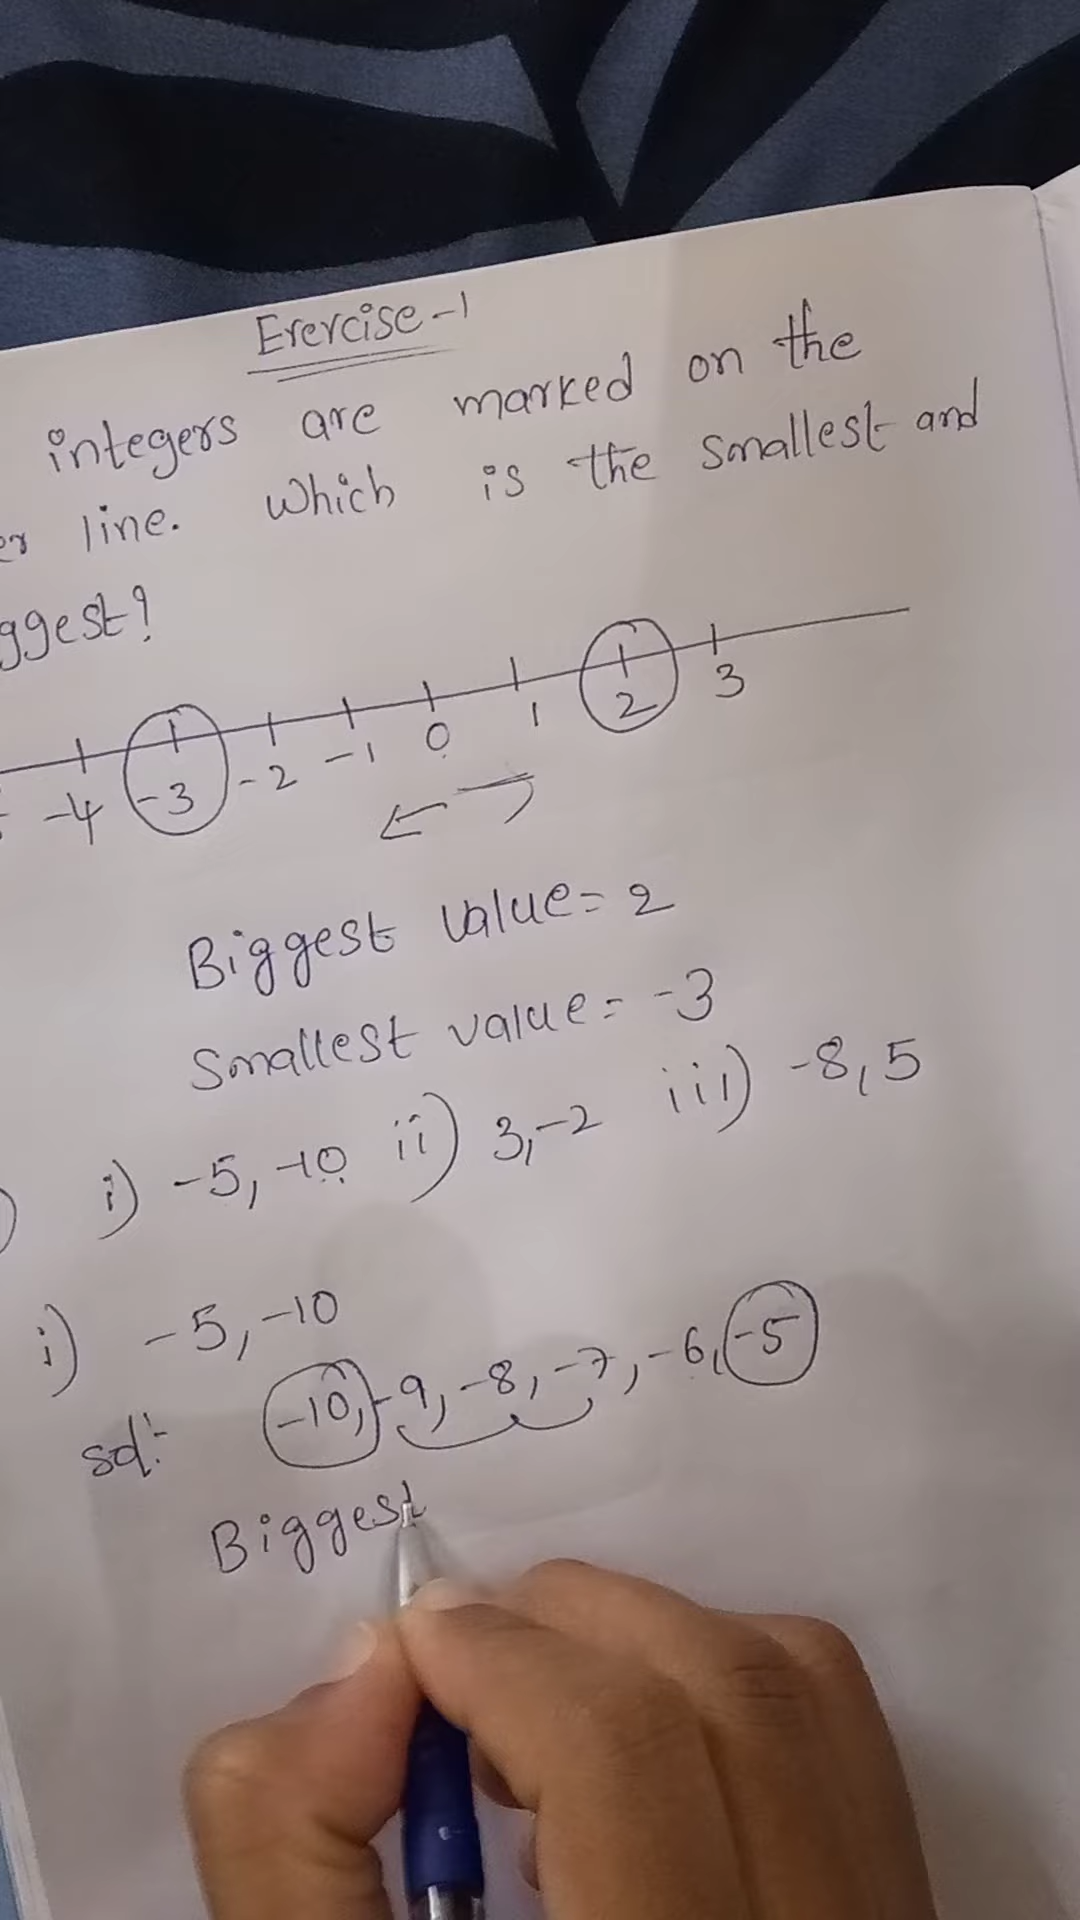 Erercise-1
integers are marked on the
line. Which is the smallest and
ggest?
-4 -3 -2 -1 0 1 2 3
Biggest value = 2
Smallest value = -3
i) -5, -10 ii) 3, -2 iii) -8, 5
i) -5, -10
sol:- -10, -9, -8, -7, -6, -5
Biggest